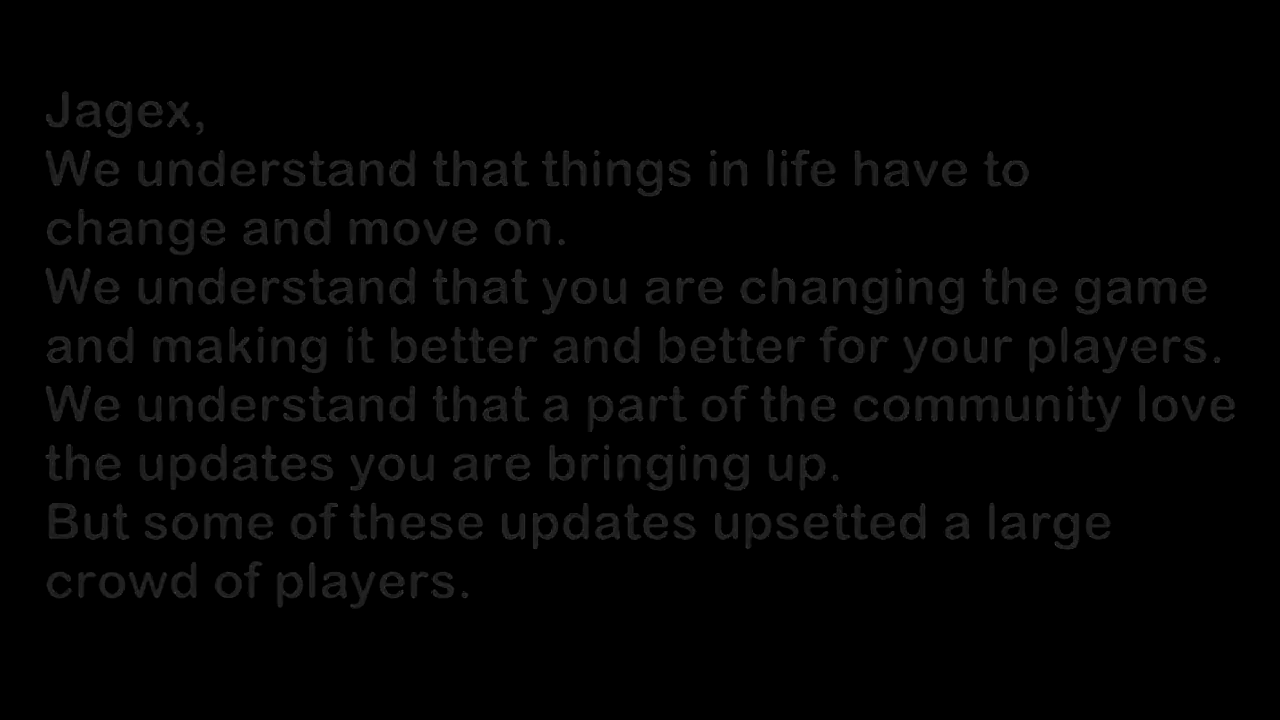 Jagex,
We understand that things in life have to
change and move on.
We understand that you are changing the game
and making it better and better for your players.
We understand that a part of the community love
the updates you are bringing up.
But some of these updates upsetted a large
crowd of players.